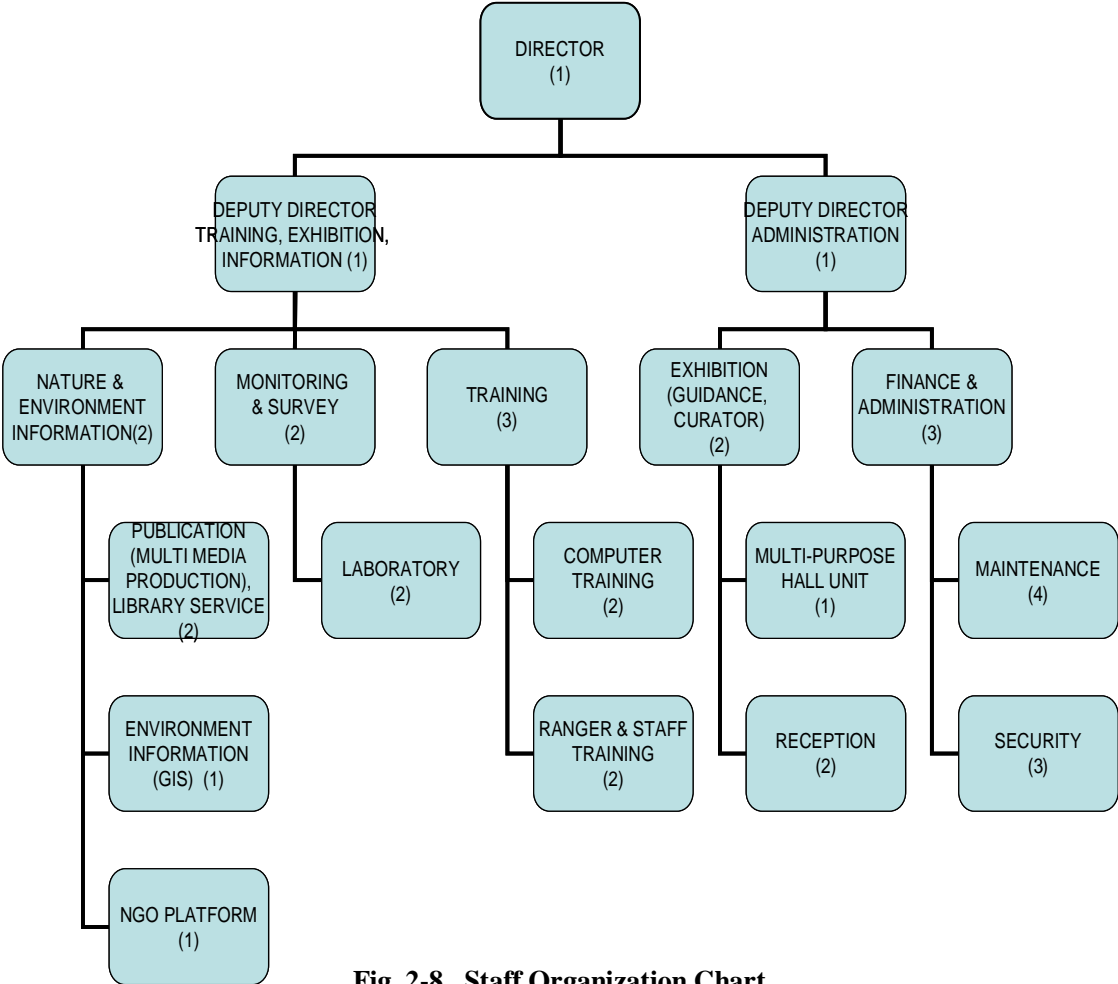 DIRECTOR
(1)
DEPUTY DIRECTOR
TRAINING, EXHIBITION,
INFORMATION (1)
DEPUTY DIRECTOR
ADMINISTRATION
(1)
NATURE &
ENVIRONMENT
INFORMATION(2)
MONITORING
& SURVEY
(2)
TRAINING
(3)
EXHIBITION
(GUIDANCE,
CURATOR)
(2)
FINANCE &
ADMINISTRATION
(3)
PUBLICATION
(MULTI MEDIA
PRODUCTION),
LIBRARY SERVICE
(2)
LABORATORY
(2)
COMPUTER
TRAINING
(2)
MULTI-PURPOSE
HALL UNIT
(1)
MAINTENANCE
(4)
ENVIRONMENT
INFORMATION
(GIS) (1)
RANGER & STAFF
TRAINING
(2)
RECEPTION
(2)
SECURITY
(3)
NGO PLATFORM
(1)
Fig. 2-8 Staff Organization Chart